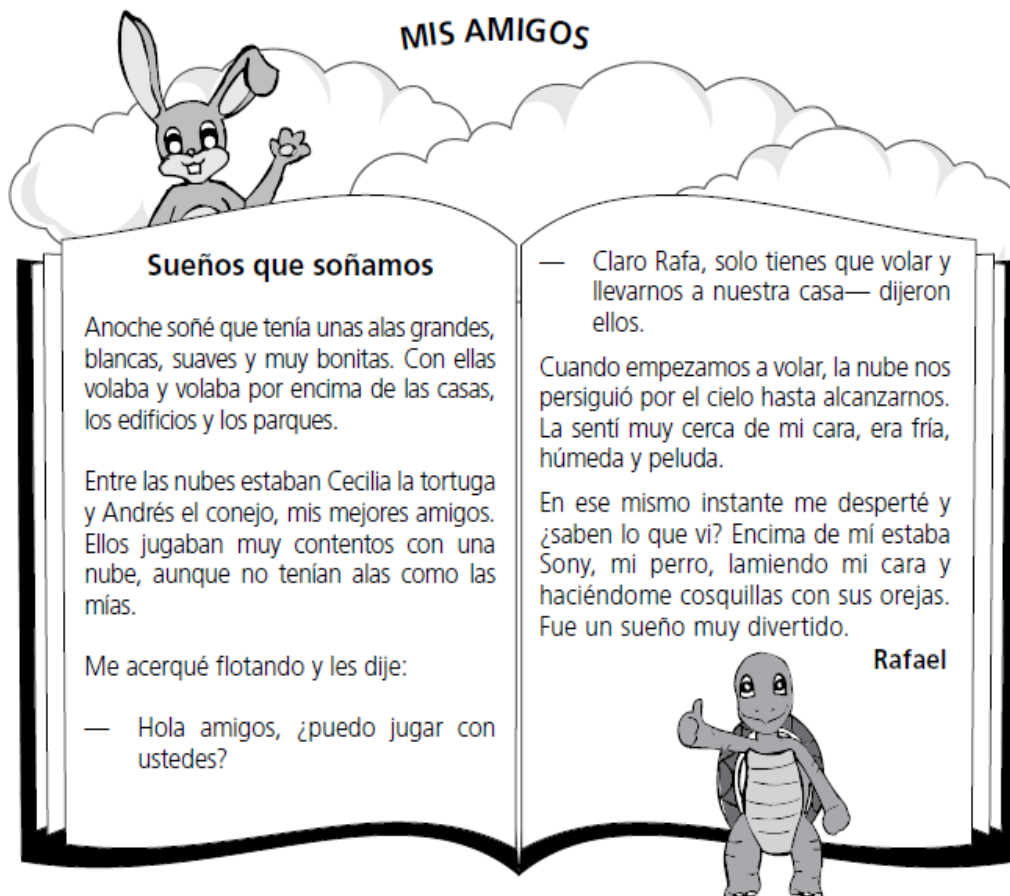 MIS AMIGOS
Sueños que soñamos
Anoche soñé que tenía unas alas grandes,
blancas, suaves y muy bonitas. Con ellas
volaba y volaba por encima de las casas,
los edificios y los parques.
Entre las nubes estaban Cecilia la tortuga
y Andrés el conejo, mis mejores amigos.
Ellos jugaban muy contentos con una
nube, aunque no tenían alas como las
mías.
Me acerqué flotando y les dije:
— Hola amigos, ¿puedo jugar con
ustedes?
— Claro Rafa, solo tienes que volar y
llevarnos a nuestra casa— dijeron
ellos.
Cuando empezamos a volar, la nube nos
persiguió por el cielo hasta alcanzarnos.
La sentí muy cerca de mi cara, era fría,
húmeda y peluda.
En ese mismo instante me desperté y
¿saben lo que vi? Encima de mí estaba
Sony, mi perro, lamiendo mi cara y
haciéndome cosquillas con sus orejas.
Fue un sueño muy divertido.
Rafael